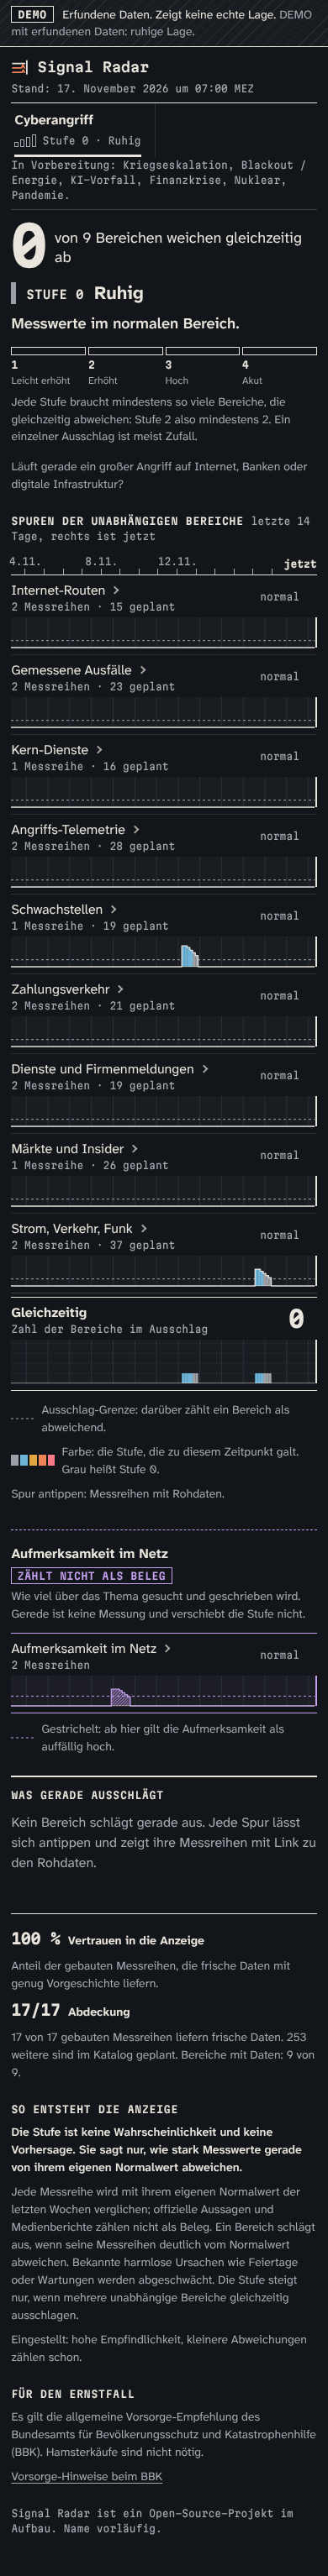 DEMO Erfundene Daten. Zeigt keine echte Lage. DEMO
mit erfundenen Daten: ruhige Lage.
Signal Radar
Stand: 17. November 2026 um 07:00 MEZ
Cyberangriff
Stufe 0 · Ruhig
In Vorbereitung: Kriegseskalation, Blackout /
Energie, KI-Vorfall, Finanzkrise, Nuklear,
Pandemie.
0 von 9 Bereichen weichen gleichzeitig
ab
STUFE 0 Ruhig
Messwerte im normalen Bereich.
1 2 3 4
Leicht erhöht Erhöht Hoch Akut
Jede Stufe braucht mindestens so viele Bereiche, die
gleichzeitig abweichen: Stufe 2 also mindestens 2. Ein
einzelner Ausschlag ist meist Zufall.
Läuft gerade ein großer Angriff auf Internet, Banken oder
digitale Infrastruktur?
SPUREN DER UNABHÄNGIGEN BEREICHE letzte 14
Tage, rechts ist jetzt
4.11. 8.11. 12.11. jetzt
Internet-Routen
normal
2 Messreihen · 15 geplant
Gemessene Ausfälle
normal
2 Messreihen · 23 geplant
Kern-Dienste
normal
1 Messreihe · 16 geplant
Angriffs-Telemetrie
normal
2 Messreihen · 28 geplant
Schwachstellen
normal
1 Messreihe · 19 geplant
Zahlungsverkehr
normal
2 Messreihen · 21 geplant
Dienste und Firmenmeldungen
normal
2 Messreihen · 19 geplant
Märkte und Insider
normal
1 Messreihe · 26 geplant
Strom, Verkehr, Funk
normal
2 Messreihen · 37 geplant
Gleichzeitig 0
Zahl der Bereiche im Ausschlag
Ausschlag-Grenze: darüber zählt ein Bereich als
abweichend.
Farbe: die Stufe, die zu diesem Zeitpunkt galt.
Grau heißt Stufe 0.
Spur antippen: Messreihen mit Rohdaten.
Aufmerksamkeit im Netz
ZÄHLT NICHT ALS BELEG
Wie viel über das Thema gesucht und geschrieben wird.
Gerede ist keine Messung und verschiebt die Stufe nicht.
Aufmerksamkeit im Netz
normal
2 Messreihen
Gestrichelt: ab hier gilt die Aufmerksamkeit als
auffällig hoch.
WAS GERADE AUSSCHLÄGT
Kein Bereich schlägt gerade aus. Jede Spur lässt
sich antippen und zeigt ihre Messreihen mit Link zu
den Rohdaten.
100 % Vertrauen in die Anzeige
Anteil der gebauten Messreihen, die frische Daten mit
genug Vorgeschichte liefern.
17/17 Abdeckung
17 von 17 gebauten Messreihen liefern frische Daten. 253
weitere sind im Katalog geplant. Bereiche mit Daten: 9 von
9.
SO ENTSTEHT DIE ANZEIGE
Die Stufe ist keine Wahrscheinlichkeit und keine
Vorhersage. Sie sagt nur, wie stark Messwerte gerade
von ihrem eigenen Normalwert abweichen.
Jede Messreihe wird mit ihrem eigenen Normalwert der
letzten Wochen verglichen; offizielle Aussagen und
Medienberichte zählen nicht als Beleg. Ein Bereich schlägt
aus, wenn seine Messreihen deutlich vom Normalwert
abweichen. Bekannte harmlose Ursachen wie Feiertage
oder Wartungen werden abgeschwächt. Die Stufe steigt
nur, wenn mehrere unabhängige Bereiche gleichzeitig
ausschlagen.
Eingestellt: hohe Empfindlichkeit, kleinere Abweichungen
zählen schon.
FÜR DEN ERNSTFALL
Es gilt die allgemeine Vorsorge-Empfehlung des
Bundesamts für Bevölkerungsschutz und Katastrophenhilfe
(BBK). Hamsterkäufe sind nicht nötig.
Vorsorge-Hinweise beim BBK
Signal Radar ist ein Open-Source-Projekt im
Aufbau. Name vorläufig.